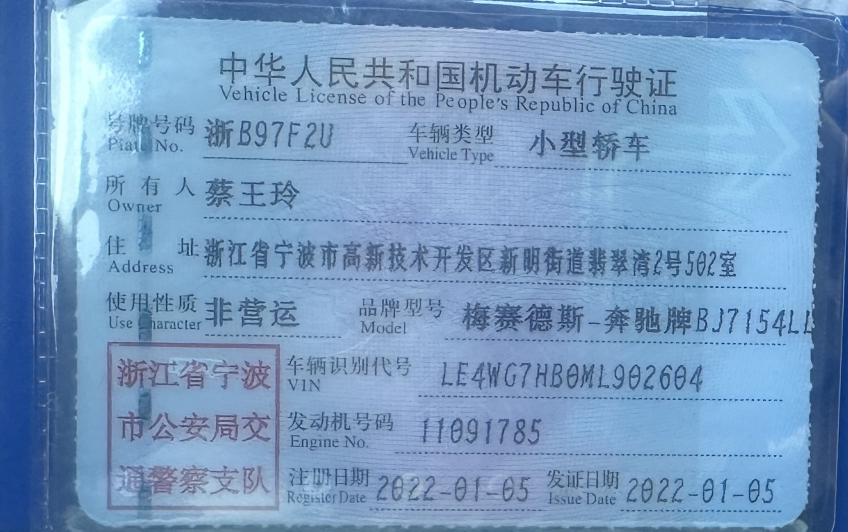 中华人民共和国机动车行驶证
Vehicle License of the People's Republic of China
号牌号码 浙B97F2U 车辆类型 小型轿车
Plate No. Vehicle Type
所有人 蔡王玲
Owner
住址 浙江省宁波市高新技术开发区新明街道翡翠湾2号502室
Address
使用性质 非营运 品牌型号 梅赛德斯-奔驰牌BJ7154LL
Use Character Model
浙江省宁波 车辆识别代号 LE4WG7HB0ML902604
VIN
市公安局交 发动机号码 11091785
Engine No.
通警察支队 注册日期 2022-01-05 发证日期 2022-01-05
Register Date Issue Date